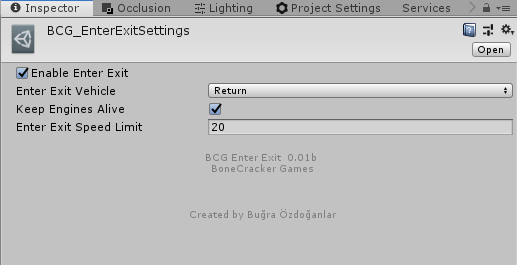 Inspector Occlusion Lighting Project Settings Services
BCG_EnterExitSettings
Open
Enable Enter Exit
Enter Exit Vehicle Return
Keep Engines Alive
Enter Exit Speed Limit 20
BCG Enter Exit 0.01b
BoneCracker Games
Created by Buğra Özdoğanlar